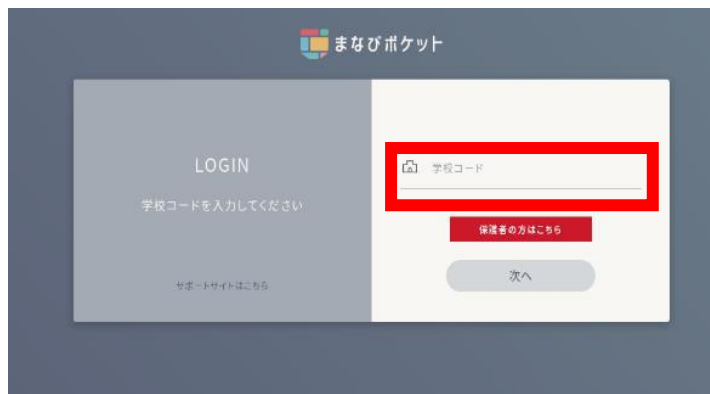 まなびポケット
LOGIN
学校コードを入力してください
サポートサイトはこちら
学校コード
保護者の方はこちら
次へ